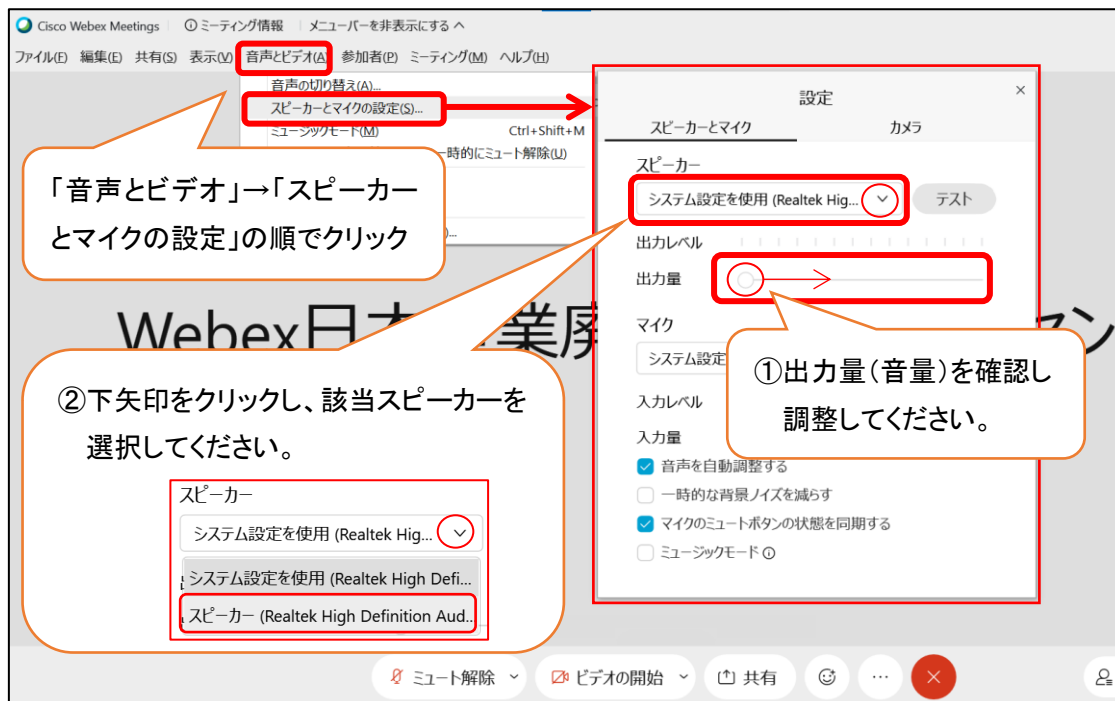 Cisco Webex Meetings ミーティング情報 メニューバーを非表示にする
ファイル(F) 編集(E) 共有(S) 表示(V) 音声とビデオ(A) 参加者(P) ミーティング(M) ヘルプ(H)
音声の切り替え(A)...
スピーカーとマイクの設定(S)...
ミュージックモード(M) Ctrl+Shift+M
一時的にミュート解除(U)
「音声とビデオ」→「スピーカー
とマイクの設定」の順でクリック
設定
スピーカーとマイク カメラ
スピーカー
システム設定を使用 (Realtek Hig... テスト
出力レベル
出力量
マイク
システム設定
入力レベル
入力量
音声を自動調整する
一時的な背景ノイズを減らす
マイクのミュートボタンの状態を同期する
ミュージックモード
①出力量(音量)を確認し
調整してください。
Webex日
業廃
②下矢印をクリックし、該当スピーカーを
選択してください。
スピーカー
システム設定を使用 (Realtek Hig...
システム設定を使用 (Realtek High Defi...
スピーカー (Realtek High Definition Aud...
ミュート解除 ビデオの開始 共有